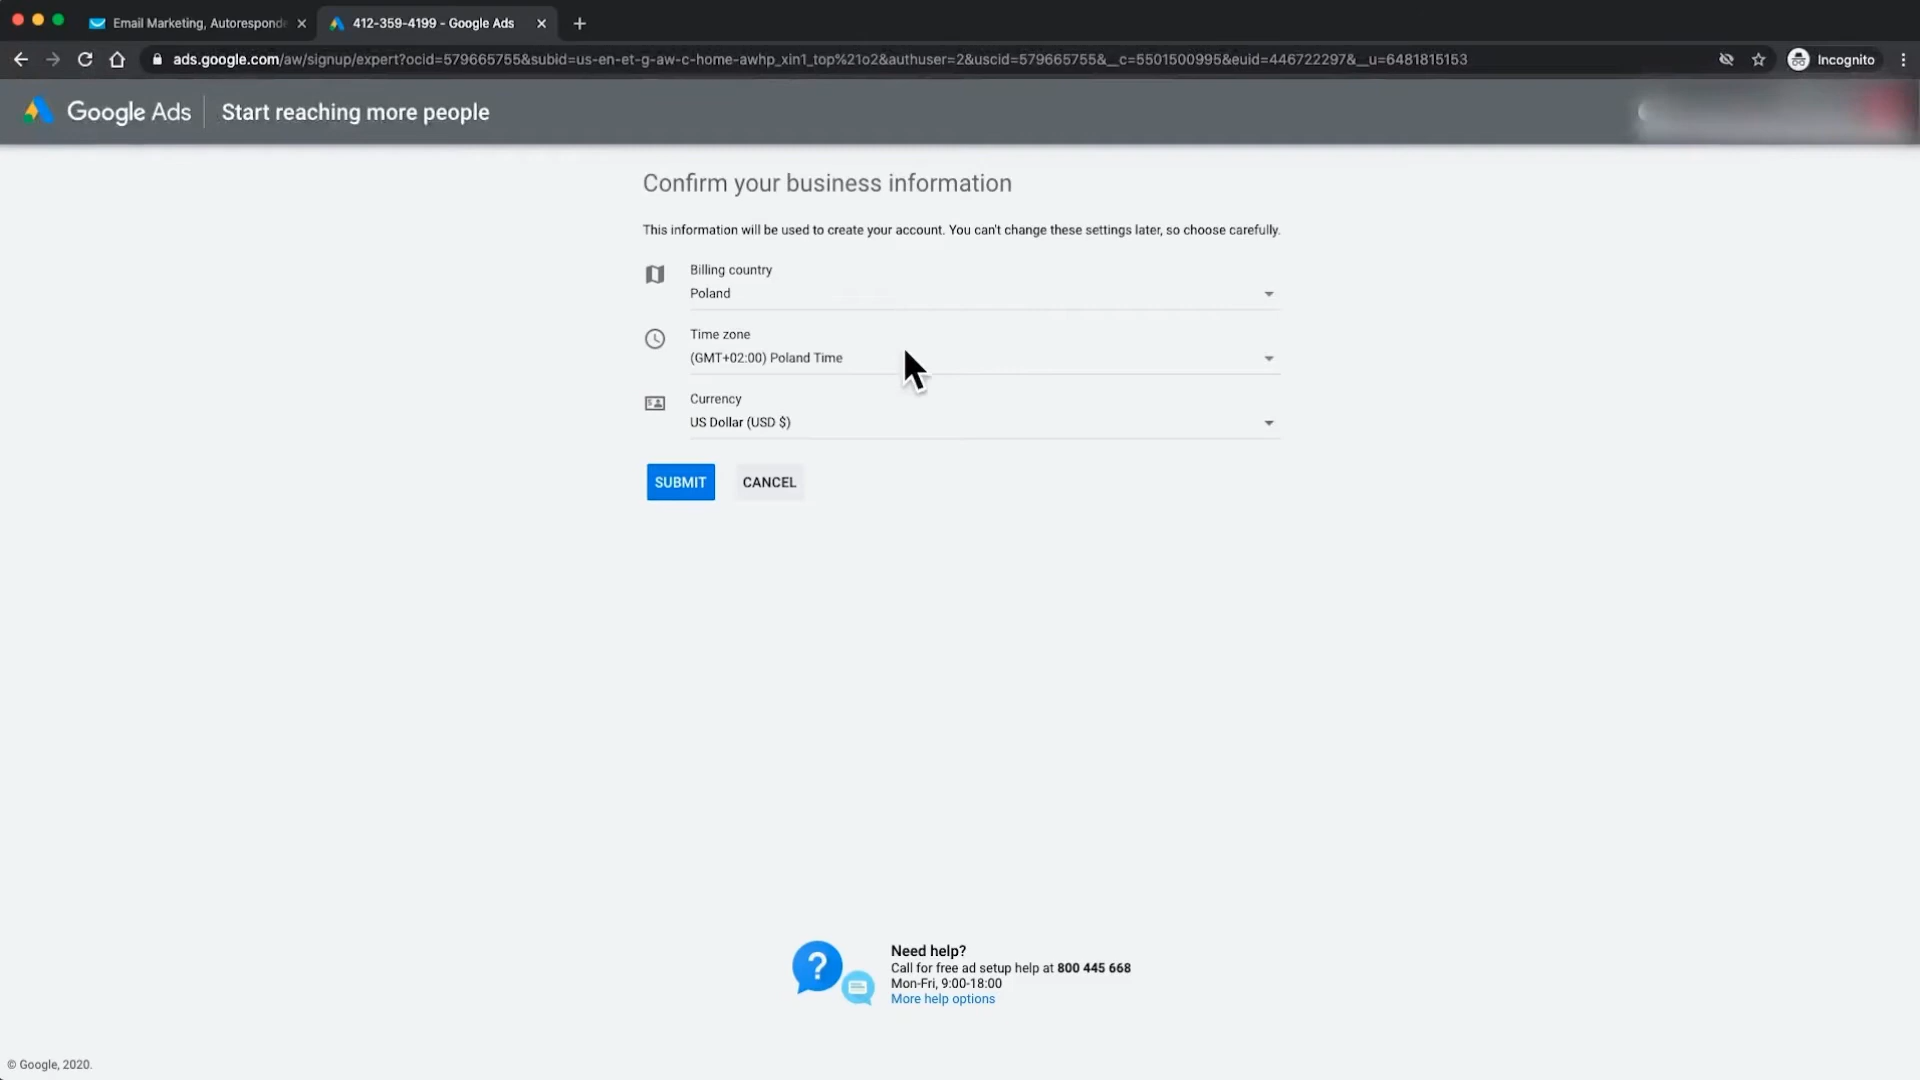 Email Marketing, Autoresponde
412-359-4199 - Google Ads
ads.google.com/aw/signup/expert?ocid=579665755&subid=us-en-et-g-aw-c-home-awhp_xin1_top%21o2&authuser=2&uscid=579665755&__c=5501500995&euid=446722297&__u=6481815153
Incognito
Google Ads
Start reaching more people
Confirm your business information
This information will be used to create your account. You can't change these settings later, so choose carefully.
Billing country
Poland
Time zone
(GMT+02:00) Poland Time
Currency
US Dollar (USD $)
SUBMIT
CANCEL
Need help?
Call for free ad setup help at 800 445 668
Mon-Fri, 9:00-18:00
More help options
© Google, 2020.